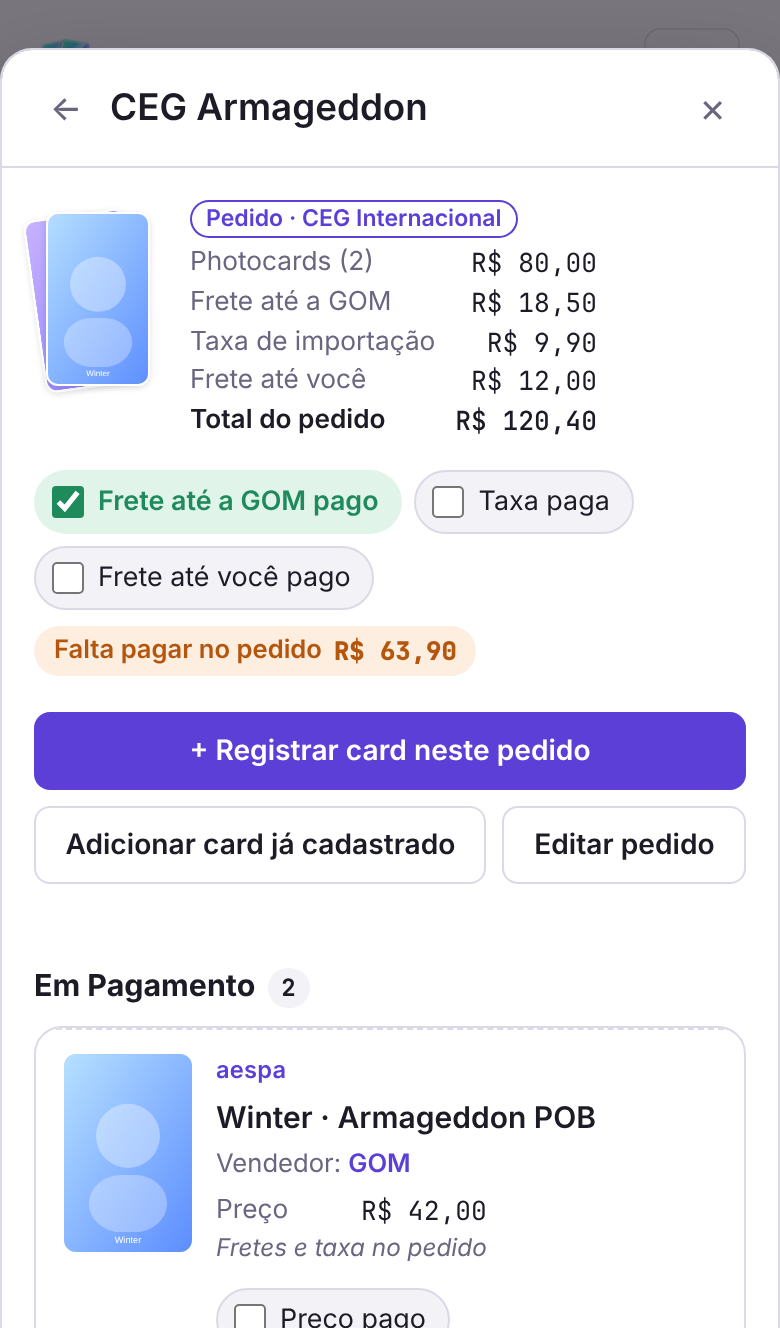 ← CEG Armageddon ✕
Pedido · CEG Internacional
Photocards (2) R$ 80,00
Frete até a GOM R$ 18,50
Taxa de importação R$ 9,90
Frete até você R$ 12,00
Total do pedido R$ 120,40
Winter
Frete até a GOM pago
Taxa paga
Frete até você pago
Falta pagar no pedido R$ 63,90
+ Registrar card neste pedido
Adicionar card já cadastrado
Editar pedido
Em Pagamento 2
aespa
Winter · Armageddon POB
Vendedor: GOM
Preço R$ 42,00
Fretes e taxa no pedido
Winter
Preço pago